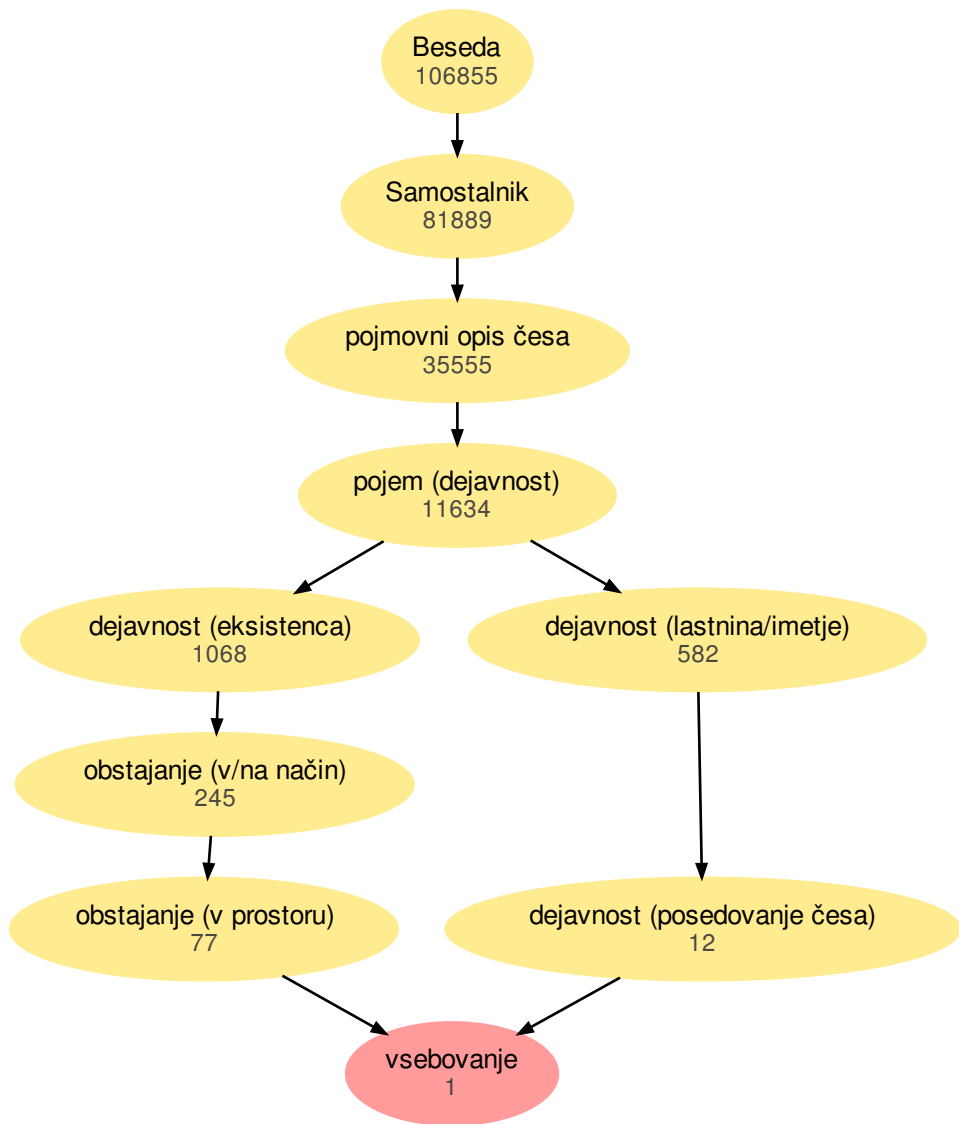 Beseda
106855
Samostalnik
81889
pojmovni opis česa
35555
pojem (dejavnost)
11634
dejavnost (eksistenca)
1068
dejavnost (lastnina/imetje)
582
obstajanje (v/na način)
245
obstajanje (v prostoru)
77
dejavnost (posedovanje česa)
12
vsebovanje
1